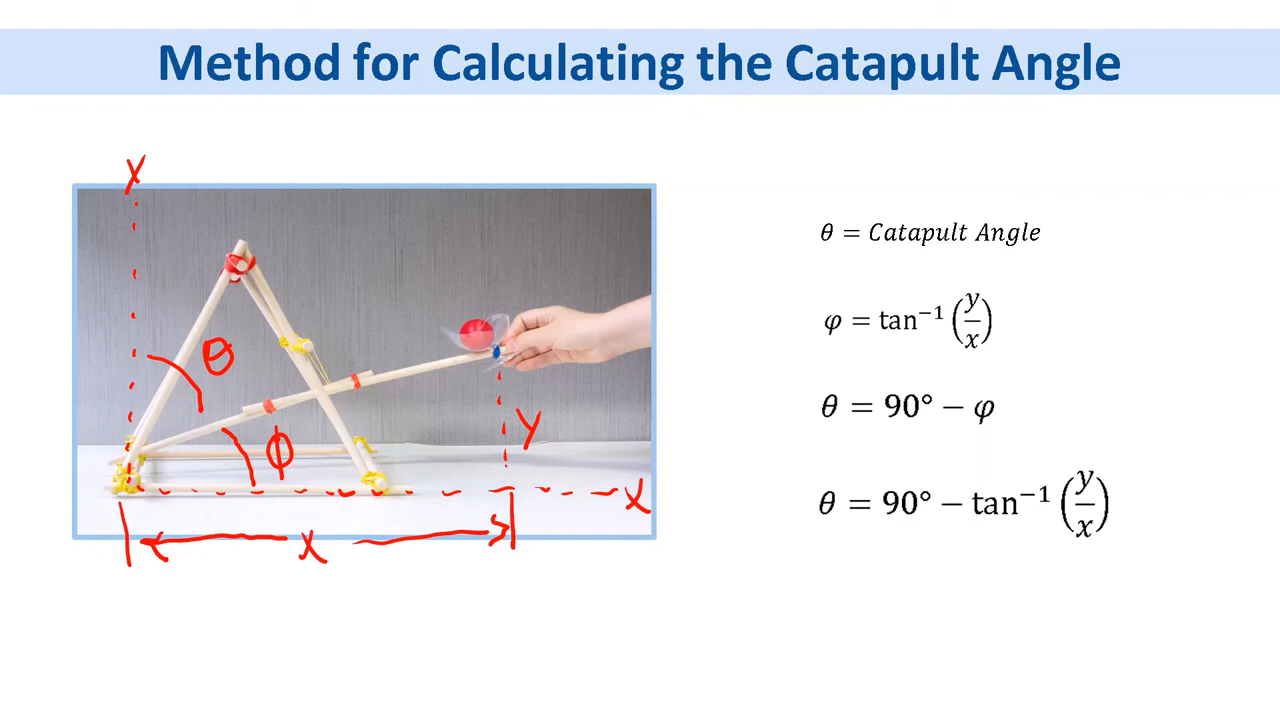 Method for Calculating the Catapult Angle
Y
θ
ϕ
y
X
x
θ = Catapult Angle
φ = tan⁻¹(y/x)
θ = 90° − φ
θ = 90° − tan⁻¹(y/x)